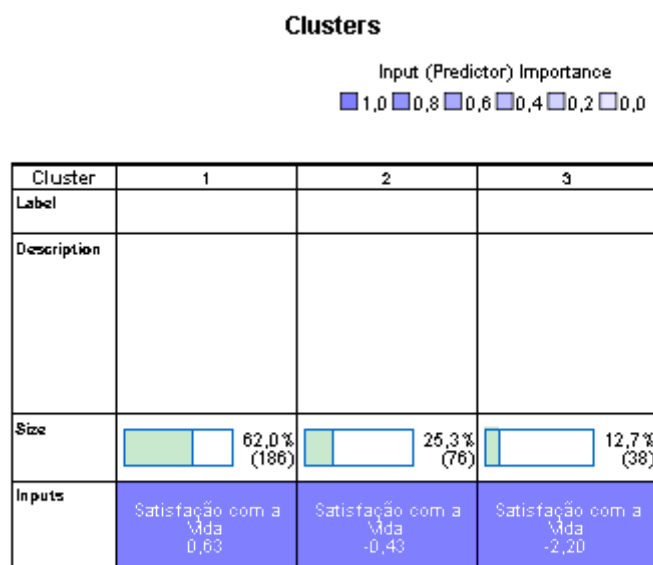 Clusters
Input (Predictor) Importance
1,0 0,8 0,6 0,4 0,2 0,0
Cluster 1 2 3
Label
Description
Size 62,0% 25,3% 12,7%
(186) (76) (38)
Inputs
Satisfação com a Satisfação com a Satisfação com a
Vida Vida Vida
0,63 -0,43 -2,20